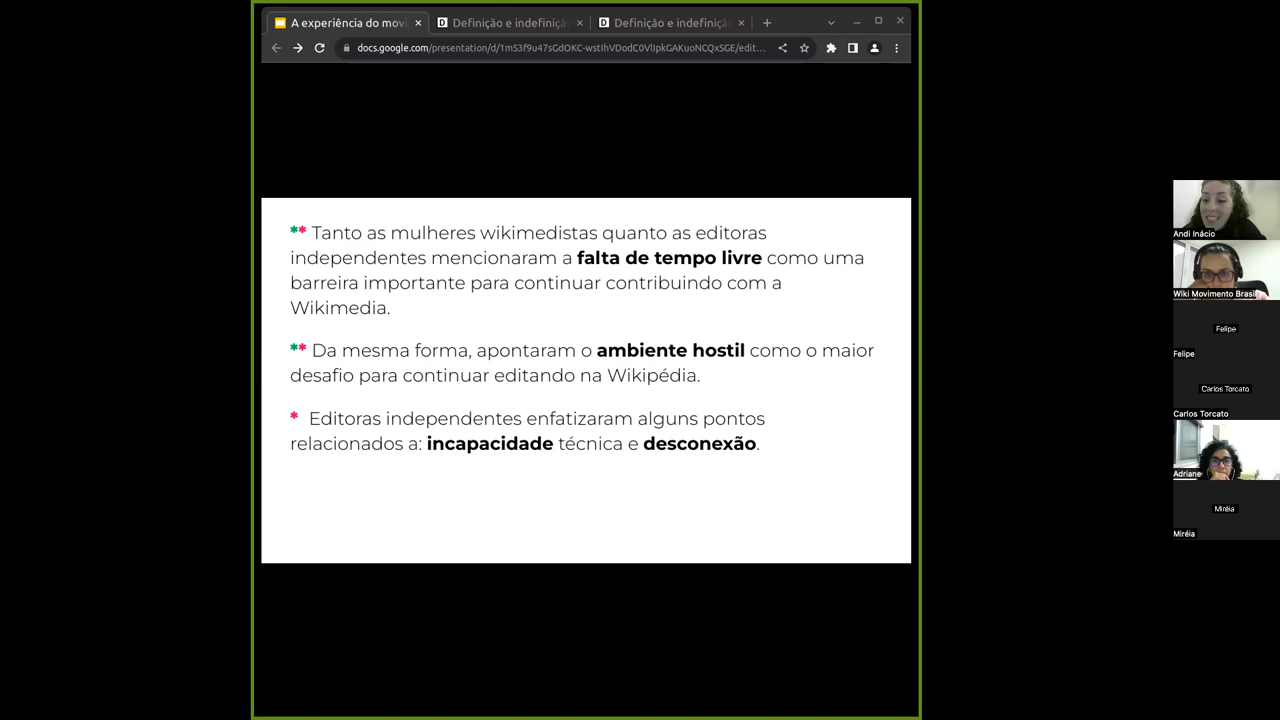 A experiência do movi
Definição e indefiniçã
Definição e indefiniçã
docs.google.com/presentation/d/1mS3f9u47sGdOKC-wstIhVDodC0VlIpkGAKuoNCQxSGE/edit...
** Tanto as mulheres wikimedistas quanto as editoras
independentes mencionaram a falta de tempo livre como uma
barreira importante para continuar contribuindo com a
Wikimedia.
** Da mesma forma, apontaram o ambiente hostil como o maior
desafio para continuar editando na Wikipédia.
* Editoras independentes enfatizaram alguns pontos
relacionados a: incapacidade técnica e desconexão.
Andi Inácio
Wiki Movimento Brasil
Felipe
Felipe
Carlos Torcato
Carlos Torcato
Adriane
Miréia
Miréia